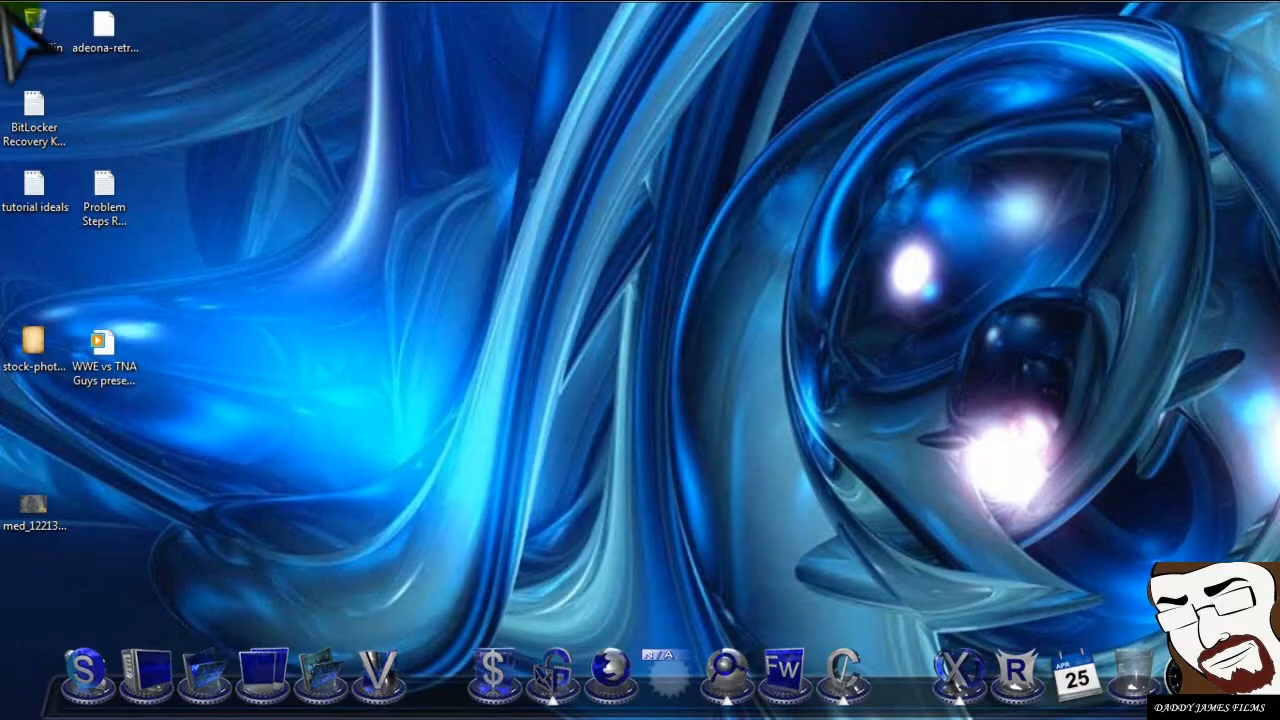 in
adeona-retr...
BitLocker
Recovery K...
tutorial ideals
Problem
Steps R...
stock-phot...
WWE vs TNA
Guys prese...
med_12213...
S
V
$
N/A
Fw
C
X
R
APR
25
DADDY JAMES FILMS